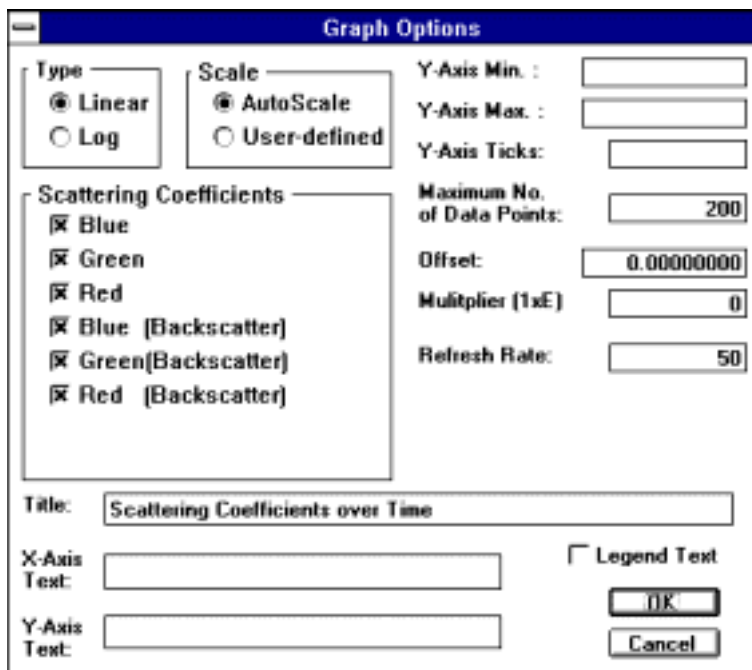 Graph Options
Type
Linear
Log
Scale
AutoScale
User-defined
Y-Axis Min. :
Y-Axis Max. :
Y-Axis Ticks:
Scattering Coefficients
Blue
Green
Red
Blue (Backscatter)
Green(Backscatter)
Red (Backscatter)
Maximum No.
of Data Points:
200
Offset:
0.00000000
Mulitplier (1xE)
0
Refresh Rate:
50
Title:
Scattering Coefficients over Time
X-Axis
Text:
Y-Axis
Text:
Legend Text
OK
Cancel